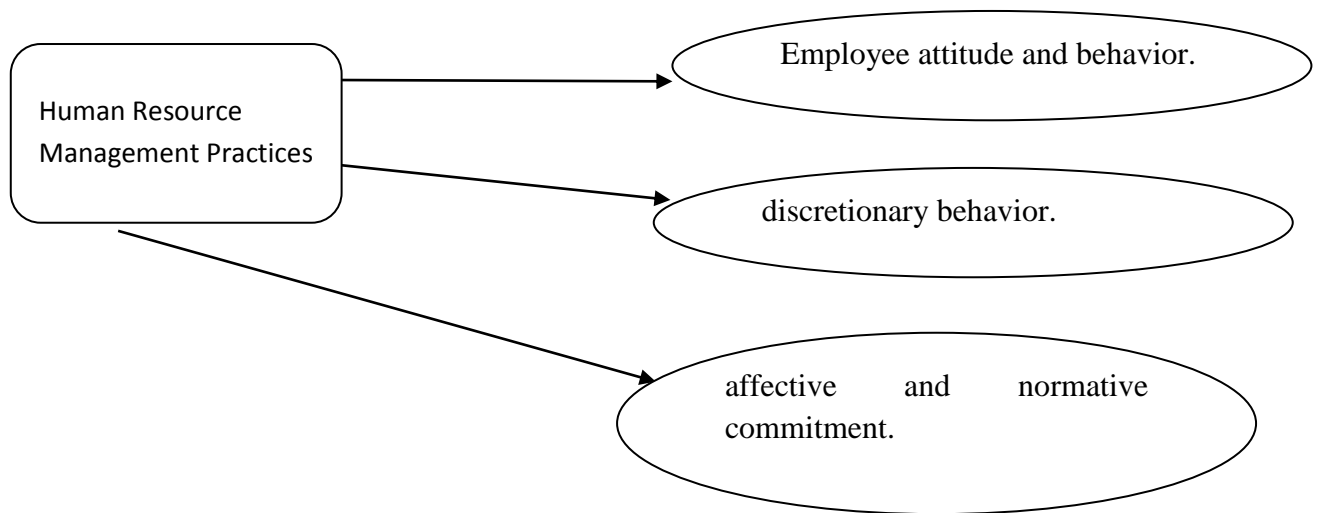 Employee attitude and behavior.
Human Resource
Management Practices
discretionary behavior.
affective and normative
commitment.